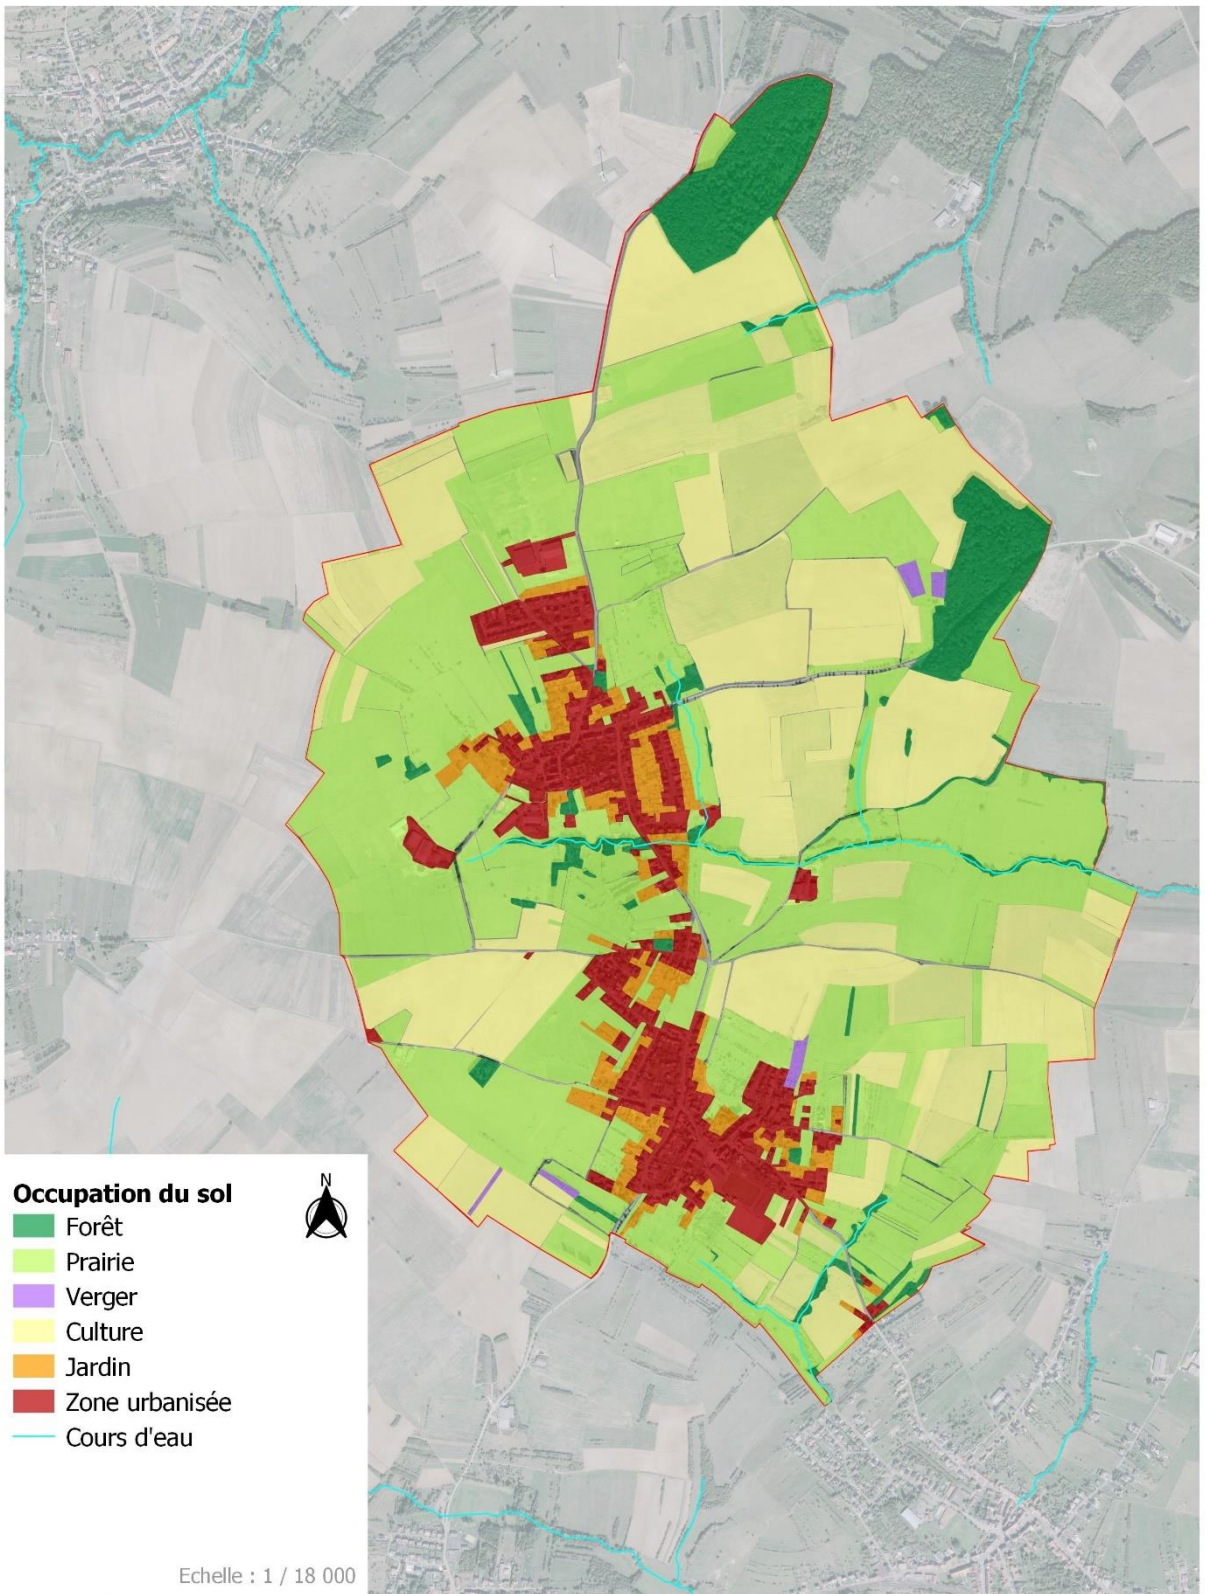 Occupation du sol
N
Forêt
Prairie
Verger
Culture
Jardin
Zone urbanisée
Cours d'eau
Echelle : 1 / 18 000